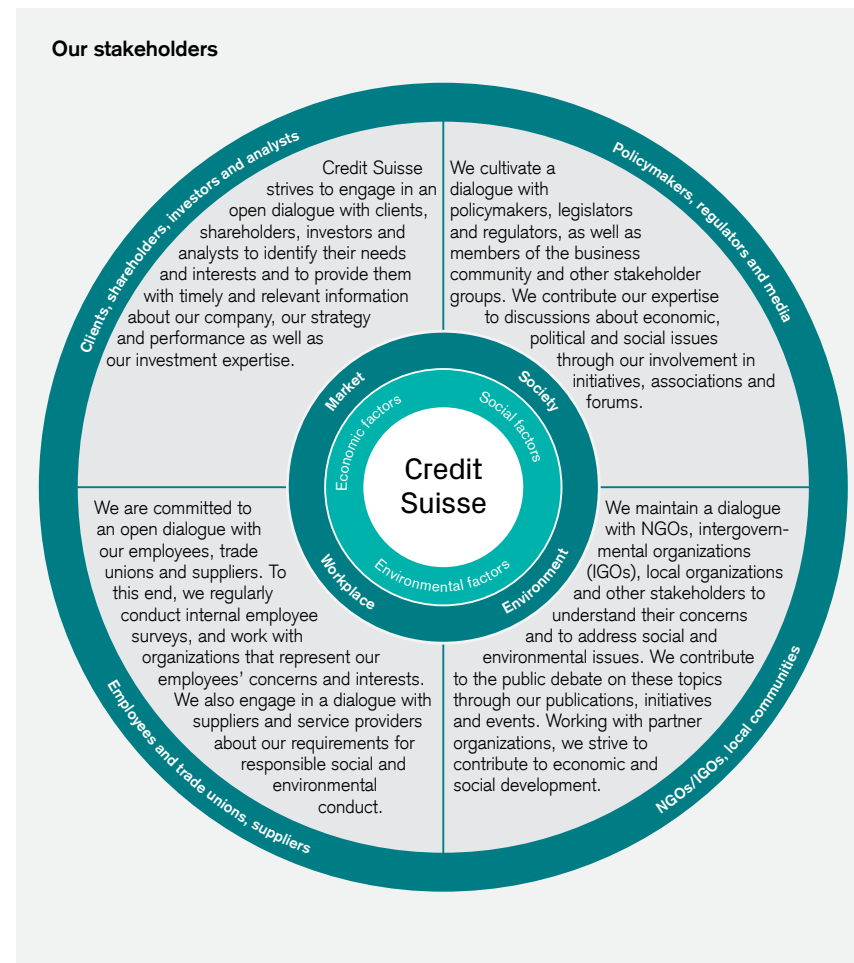 Our stakeholders
Clients, shareholders, investors and analysts
Credit Suisse
strives to engage in an
open dialogue with clients,
shareholders, investors and
analysts to identify their needs
and interests and to provide them
with timely and relevant information
about our company, our strategy
and performance as well as
our investment expertise.
Policymakers, regulators and media
We cultivate a
dialogue with
policymakers, legislators
and regulators, as well as
members of the business
community and other stakeholder
groups. We contribute our expertise
to discussions about economic,
political and social issues
through our involvement in
initiatives, associations and
forums.
Market
Society
Economic factors
Social factors
Credit
Suisse
Environmental factors
Workplace
Environment
We are committed to
an open dialogue with
our employees, trade
unions and suppliers. To
this end, we regularly
conduct internal employee
surveys, and work with
organizations that represent our
employees’ concerns and interests.
We also engage in a dialogue with
suppliers and service providers
about our requirements for
responsible social and
environmental
conduct.
Employees and trade unions, suppliers
We maintain a dialogue
with NGOs, intergovern-
mental organizations
(IGOs), local organizations
and other stakeholders to
understand their concerns
and to address social and
environmental issues. We contribute
to the public debate on these topics
through our publications, initiatives
and events. Working with partner
organizations, we strive to
contribute to economic and
social development.
NGOs/IGOs, local communities